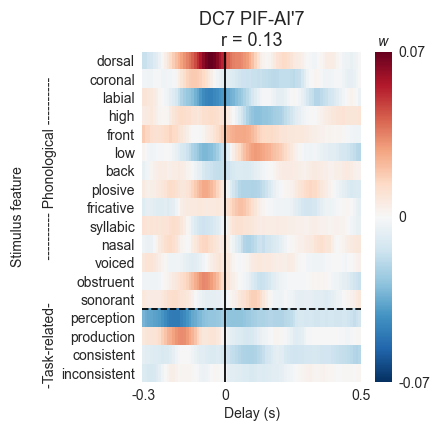 DC7 PIF-AI'7
r = 0.13
w
0.07
0
-0.07
Stimulus feature
---------- Phonological ----------
-Task-related-
dorsal
coronal
labial
high
front
low
back
plosive
fricative
syllabic
nasal
voiced
obstruent
sonorant
perception
production
consistent
inconsistent
-0.3
0
0.5
Delay (s)